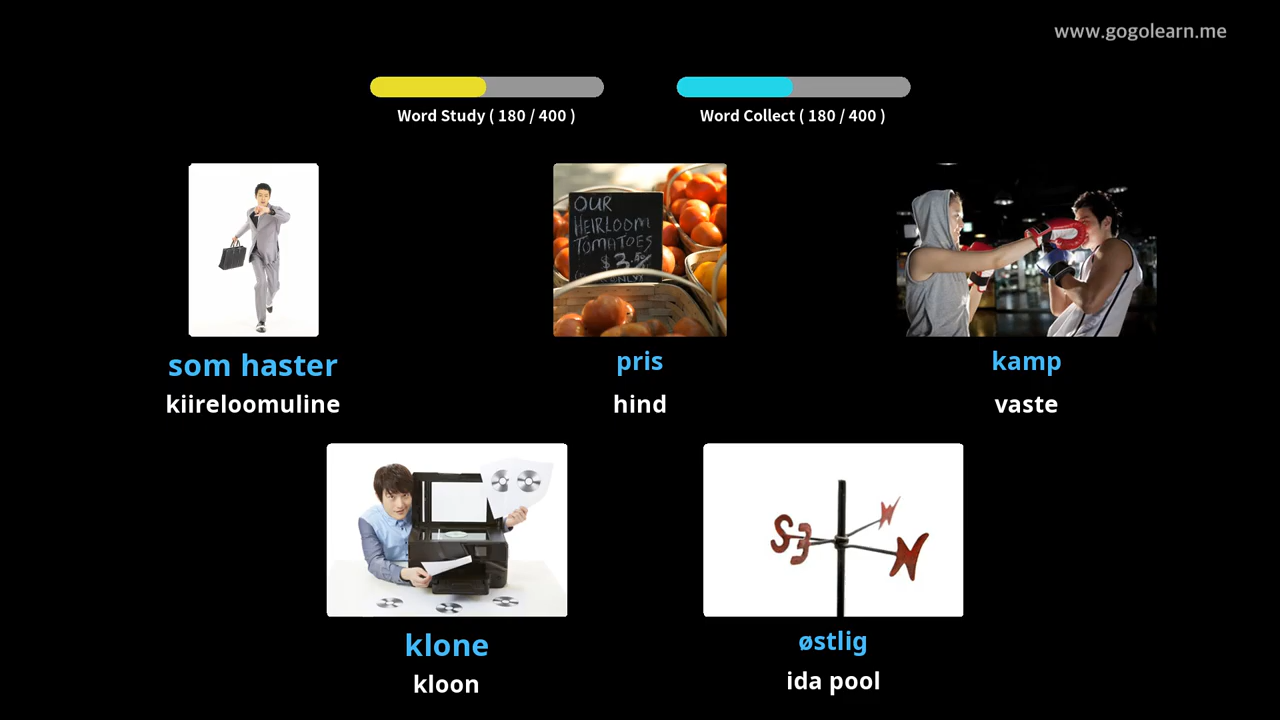 www.gogolearn.me
Word Study ( 180 / 400 )
Word Collect ( 180 / 400 )
OUR
HEIRLOOM
TOMATOES
som haster
kiireloomuline
pris
hind
kamp
vaste
S
E
N
klone
kloon
østlig
ida pool